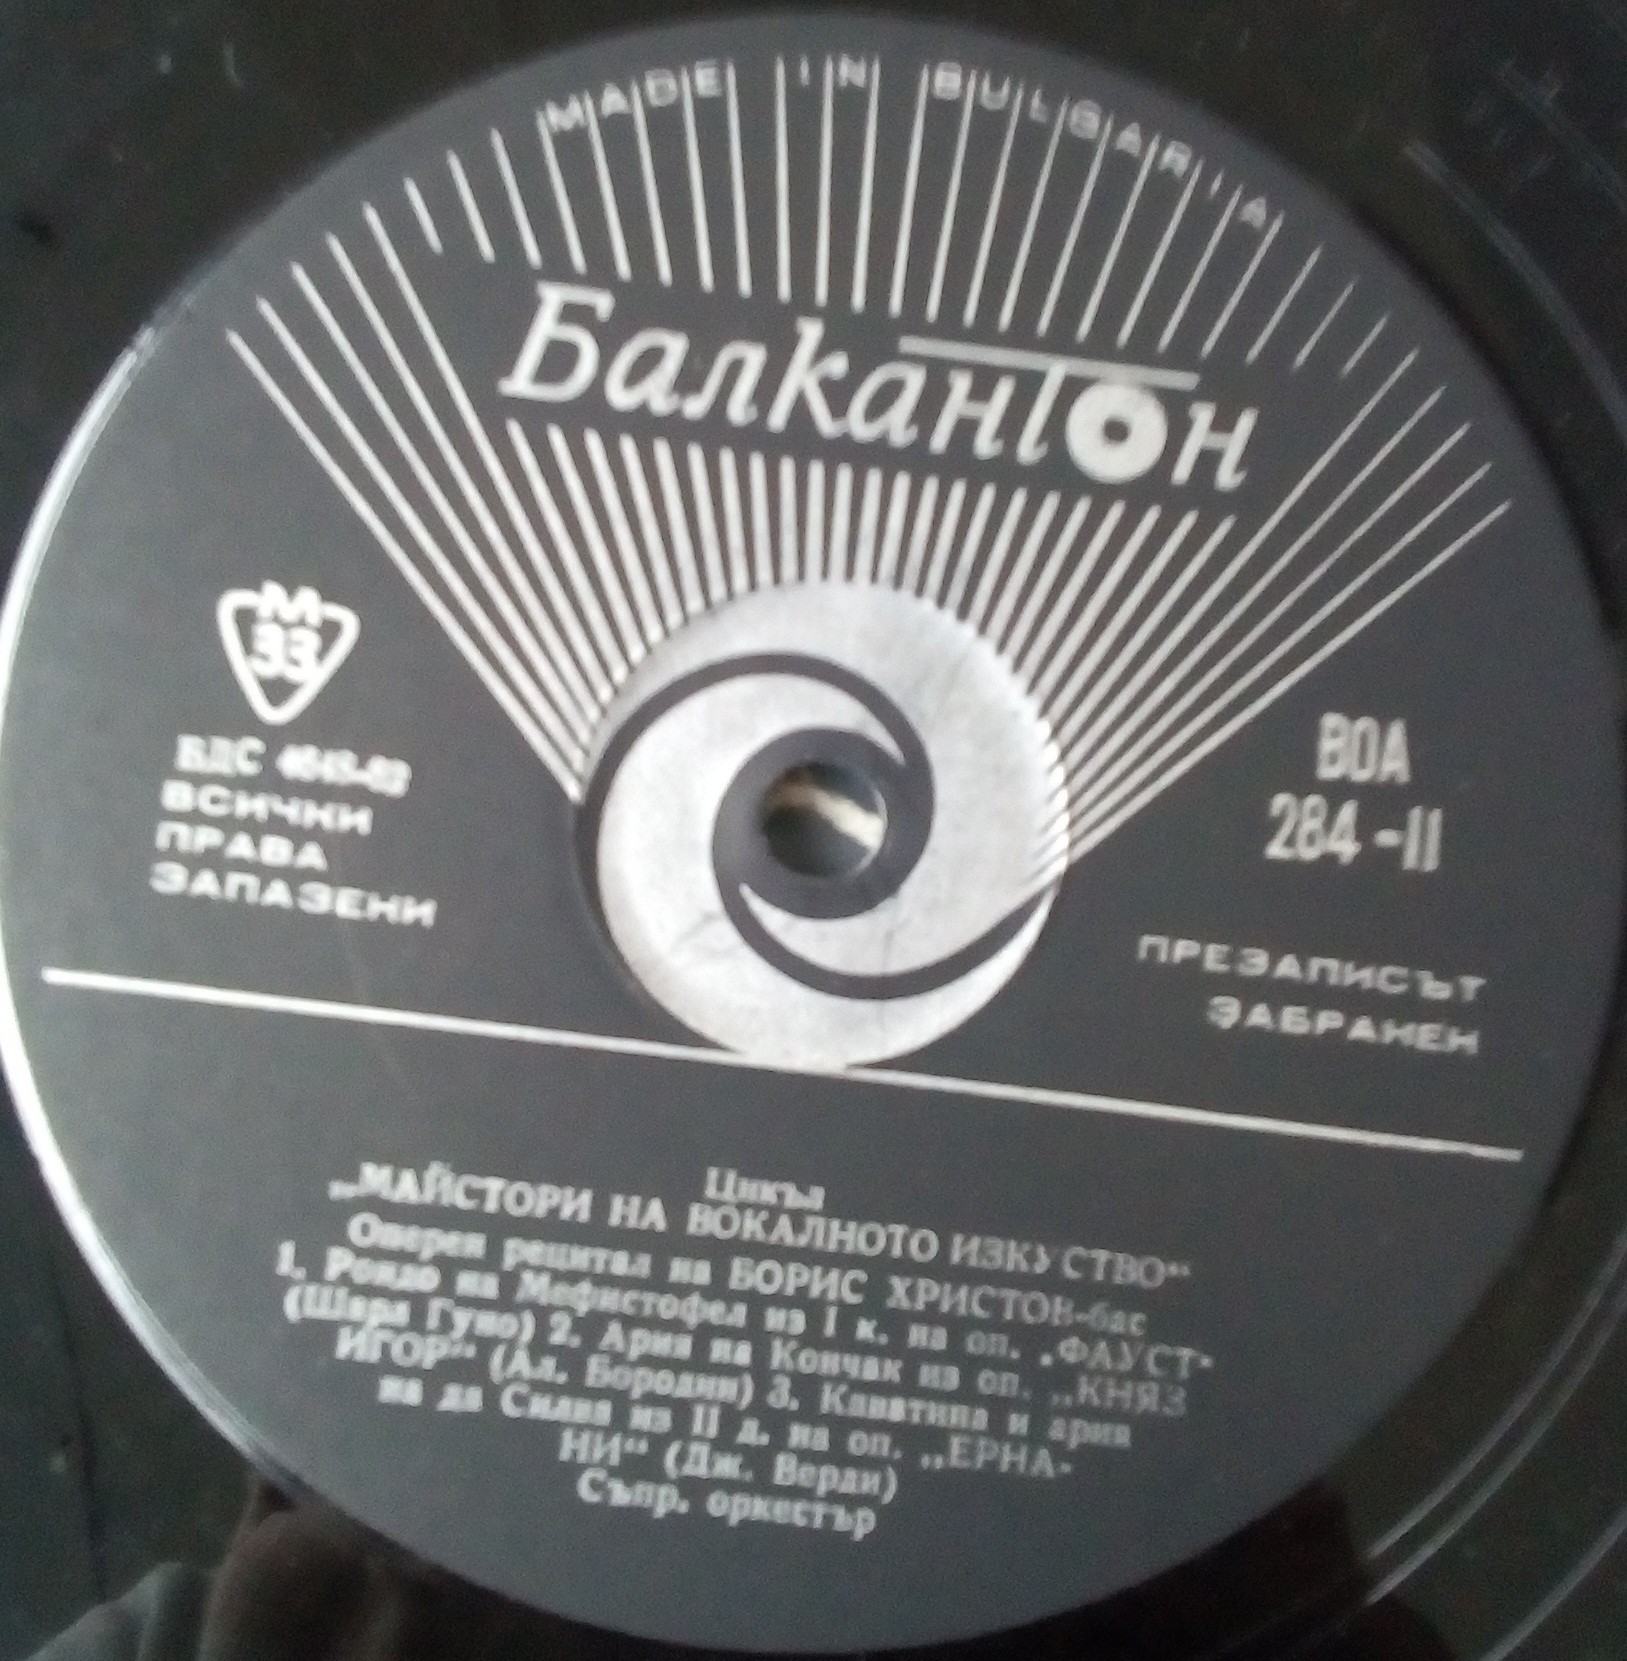 MADE IN BULGARIA
Балкантон
М
33
БДС
ВСИЧКИ
ПРАВА
ЗАПАЗЕНИ
ВОА
284-II
ПРЕЗАПИСЪТ
ЗАБРАНЕН
Цикъл
„МАЙСТОРИ НА ВОКАЛНОТО ИЗКУСТВО“
Оперен рецитал на БОРИС ХРИСТОВ-бас
1. Рондо на Мефистофел из I к. на оп. „ФАУСТ“
(Шарл Гуно) 2. Ария на Кончак из оп. „КНЯЗ
ИГОР“ (Ал. Бородин) 3. Каватина и ария
на да Силва из II д. на оп. „ЕРНА-
НИ“ (Дж. Верди)
Съпр. оркестър